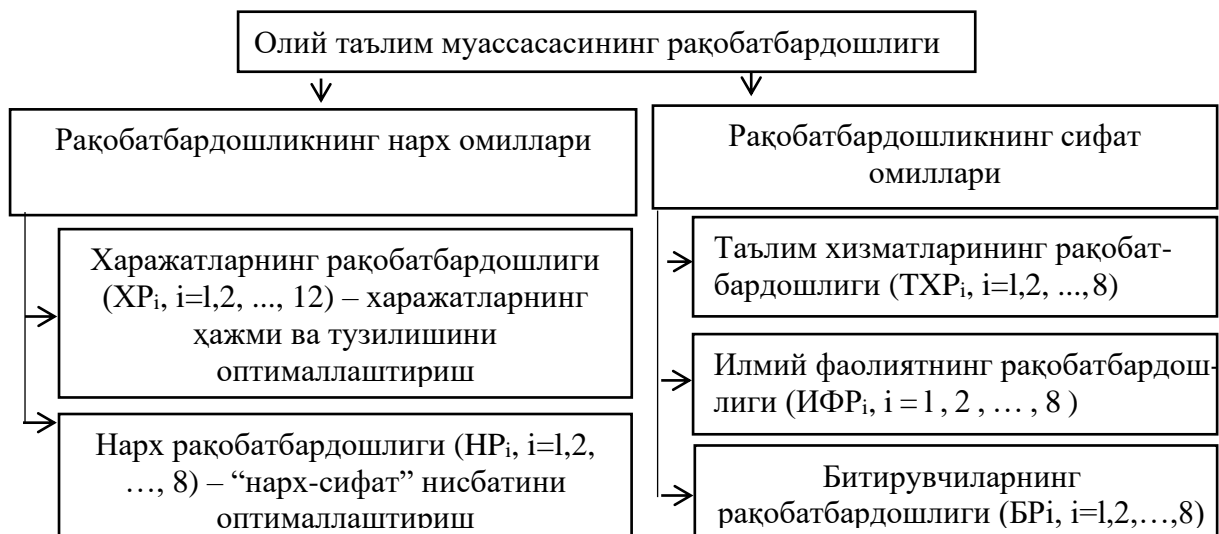 Олий таълим муассасасининг рақобатбардошлиги
Рақобатбардошликнинг нарх омиллари
Харажатларнинг рақобатбардошлиги
(ХРi, i=l,2, ..., 12) – харажатларнинг
ҳажми ва тузилишини
оптималлаштириш
Нарх рақобатбардошлиги (НРi, i=l,2,
…, 8) – “нарх-сифат” нисбатини
оптималлаштириш
Рақобатбардошликнинг сифат
омиллари
Таълим хизматларининг рақобат-
бардошлиги (ТХРi, i=l,2, ...,8)
Илмий фаолиятнинг рақобатбардош-
лиги (ИФРi, i = l , 2 , … , 8 )
Битирувчиларнинг
рақобатбардошлиги (БРi, i=l,2,…,8)